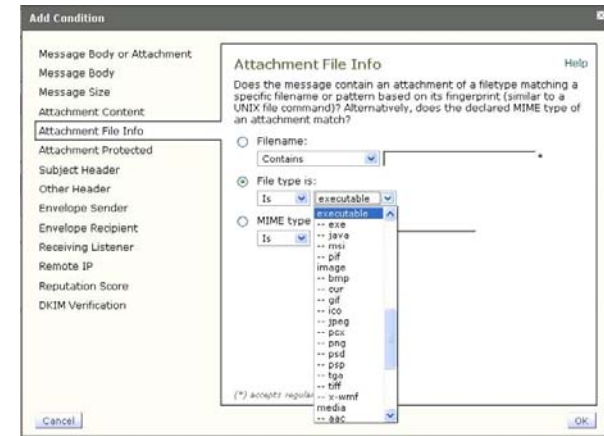 Add Condition
Message Body or Attachment
Message Body
Message Size
Attachment Content
Attachment File Info
Attachment Protected
Subject Header
Other Header
Envelope Sender
Envelope Recipient
Receiving Listener
Remote IP
Reputation Score
DKIM Verification
Attachment File Info
Help
Does the message contain an attachment of a filetype matching a
specific filename or pattern based on its fingerprint (similar to a
UNIX file command)? Alternatively, does the declared MIME type of
an attachment match?
Filename:
Contains
*
File type is:
Is executable
MIME type
Is
executable
-- exe
-- java
-- msi
-- pif
image
-- bmp
-- cur
-- gif
-- ico
-- jpeg
-- pcx
-- png
-- psd
-- psp
-- tga
-- tiff
-- x-wmf
media
-- aac
(*) accepts regular
Cancel
OK